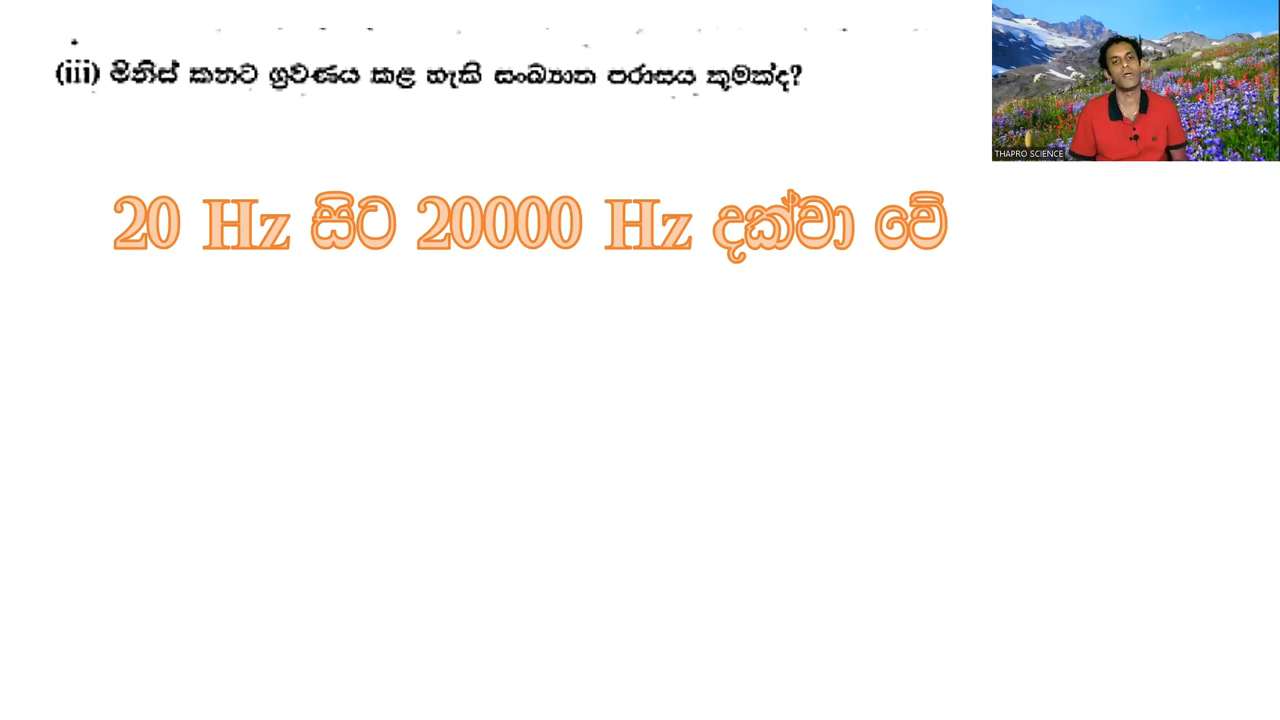 (iii) මිනිස් කනට ශ්‍රවණය කළ හැකි සංඛ්‍යාත පරාසය කුමක්ද?
THAPRO SCIENCE
20 Hz සිට 20000 Hz දක්වා වේ